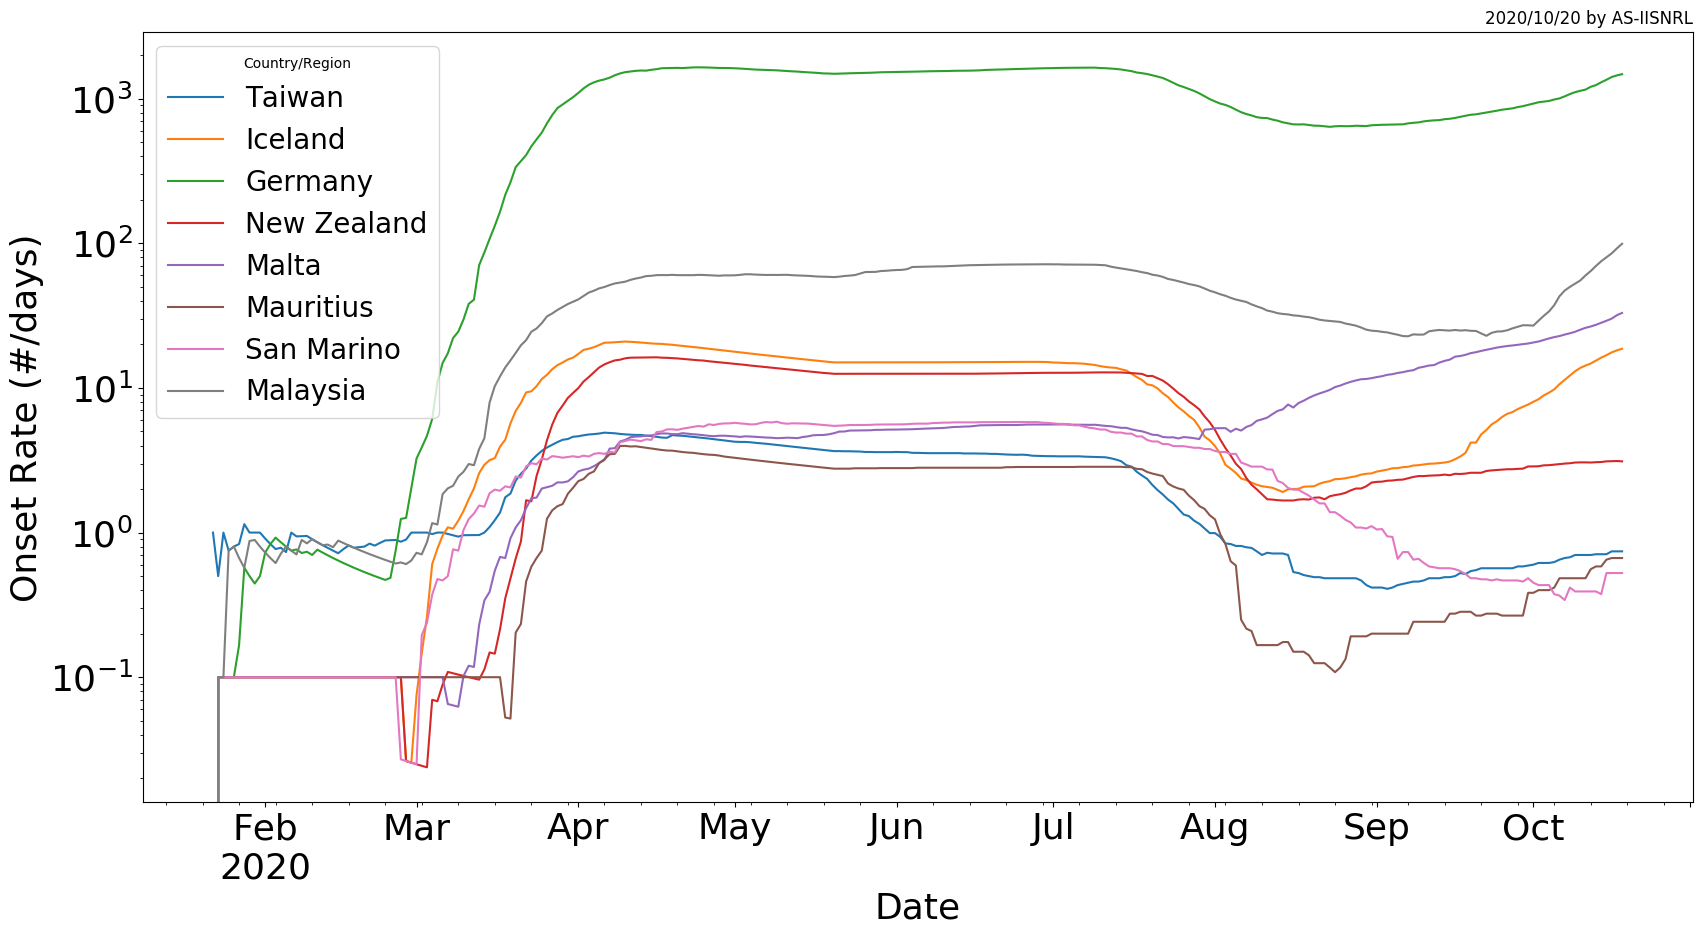 2020/10/20 by AS-IISNRL
Country/Region
Taiwan
Iceland
Germany
New Zealand
Malta
Mauritius
San Marino
Malaysia
Onset Rate (#/days)
10³
10²
10¹
10⁰
10⁻¹
Feb Mar Apr May Jun Jul Aug Sep Oct
2020
Date